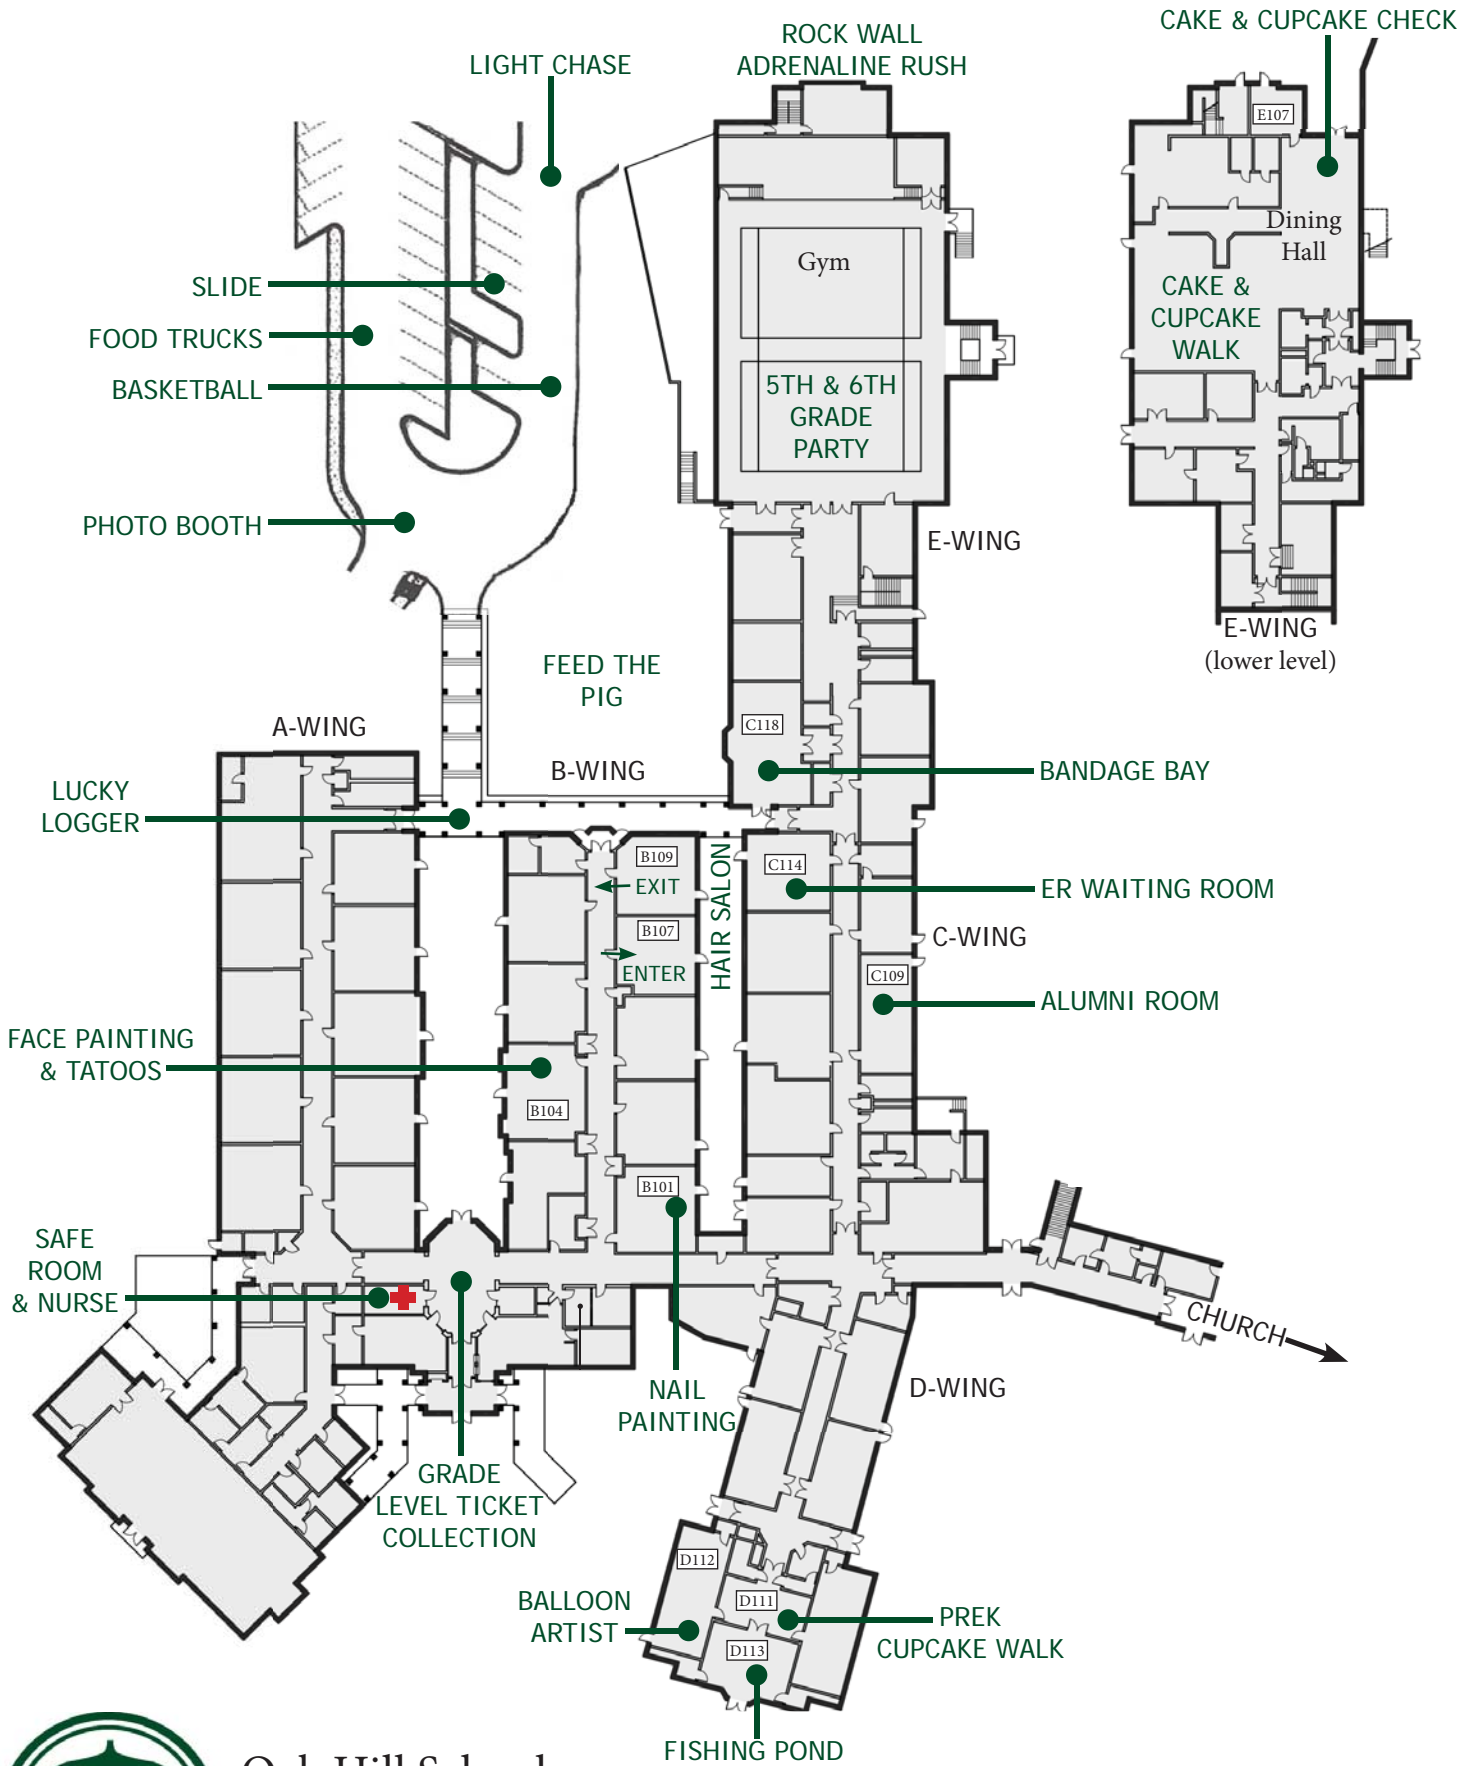 CAKE & CUPCAKE CHECK
ROCK WALL
ADRENALINE RUSH
LIGHT CHASE
E107
Dining
Hall
Gym
SLIDE
CAKE &
CUPCAKE
WALK
FOOD TRUCKS
BASKETBALL
5TH & 6TH
GRADE
PARTY
PHOTO BOOTH
E-WING
E-WING
(lower level)
FEED THE
PIG
A-WING
C118
B-WING
BANDAGE BAY
LUCKY
LOGGER
B109
EXIT
C114
ER WAITING ROOM
HAIR SALON
B107
ENTER
C-WING
C109
ALUMNI ROOM
FACE PAINTING
& TATOOS
B104
B101
SAFE
ROOM
& NURSE
CHURCH
NAIL
PAINTING
D-WING
GRADE
LEVEL TICKET
COLLECTION
D112
BALLOON
ARTIST
D111
PREK
CUPCAKE WALK
D113
FISHING POND
Oak Hill School